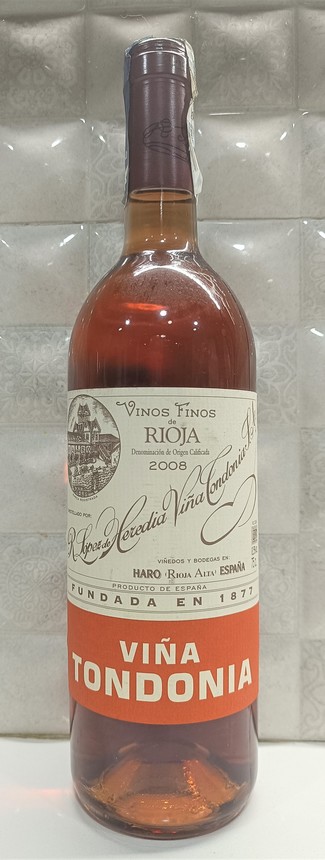 VINOS FINOS
de
RIOJA
Denominación de Origen Calificada
2008
R. López de Heredia Viña Tondonia, S.A.
VIÑEDOS Y BODEGAS EN:
HARO (RIOJA ALTA) ESPAÑA
PRODUCTO DE ESPAÑA
FUNDADA EN 1877
VIÑA
TONDONIA